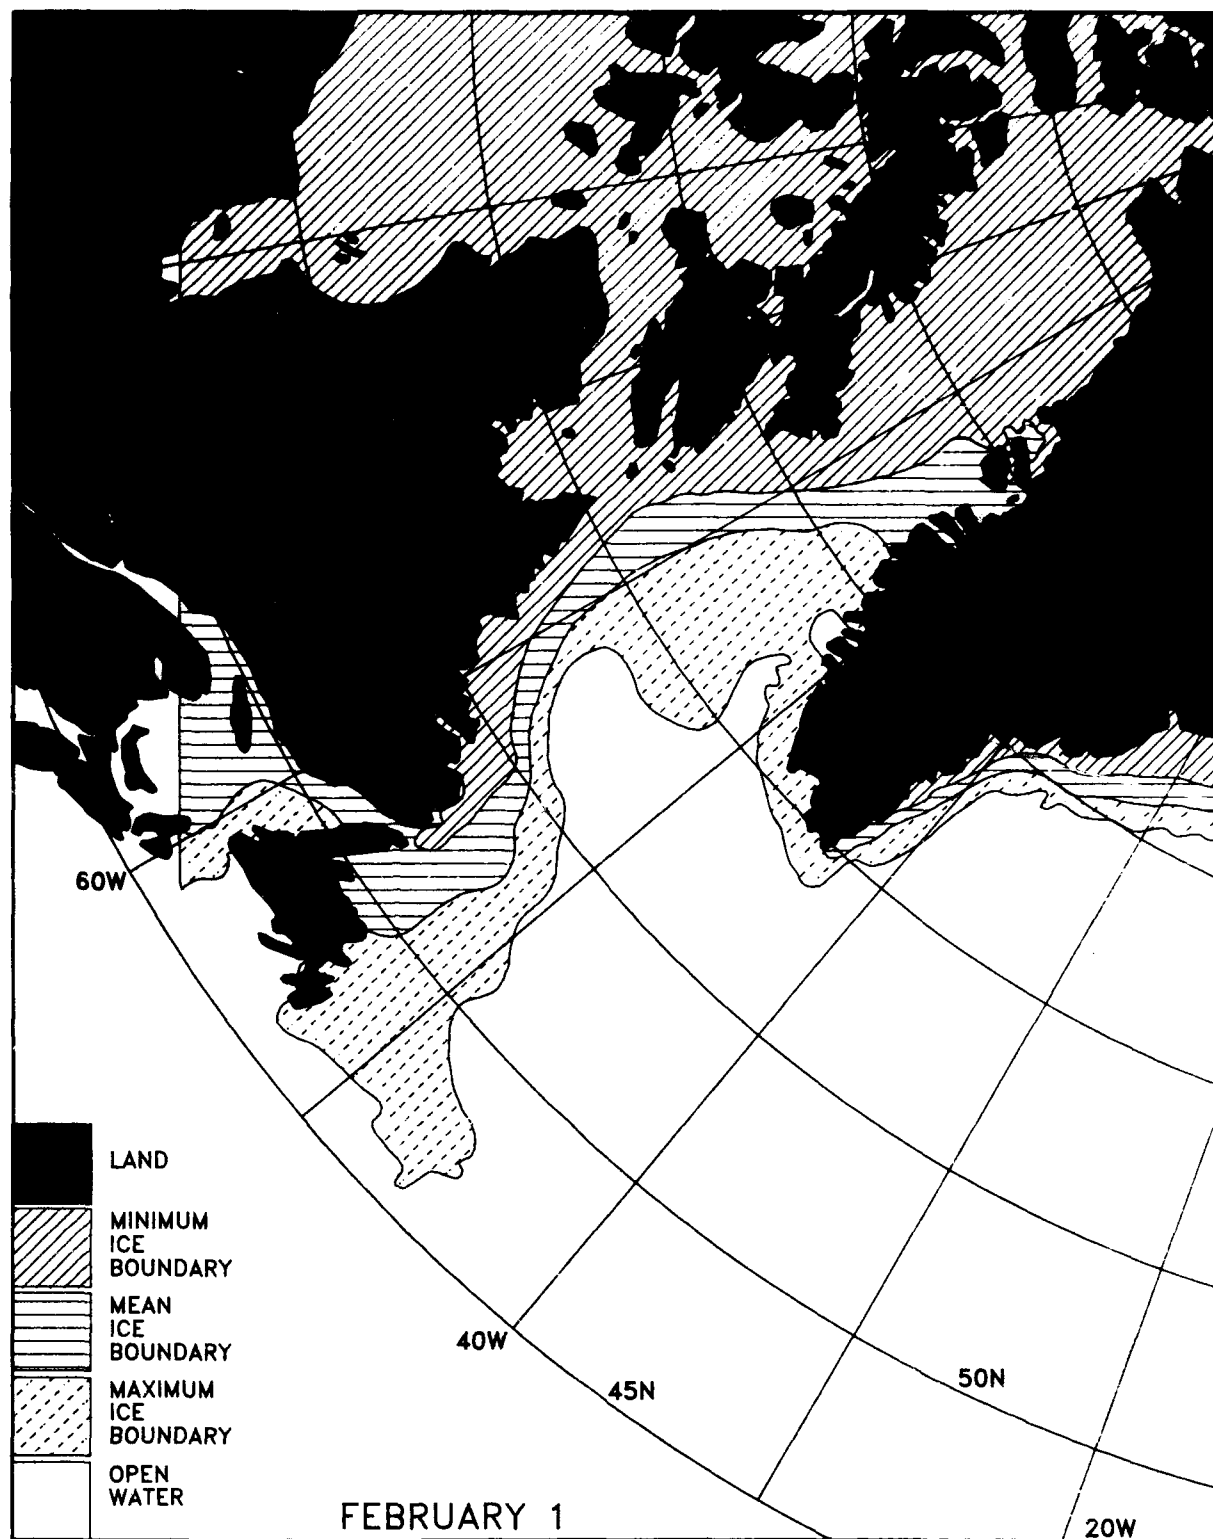 60W
LAND
MINIMUM
ICE
BOUNDARY
MEAN
ICE
BOUNDARY
40W
45N
50N
MAXIMUM
ICE
BOUNDARY
OPEN
WATER
FEBRUARY 1
20W